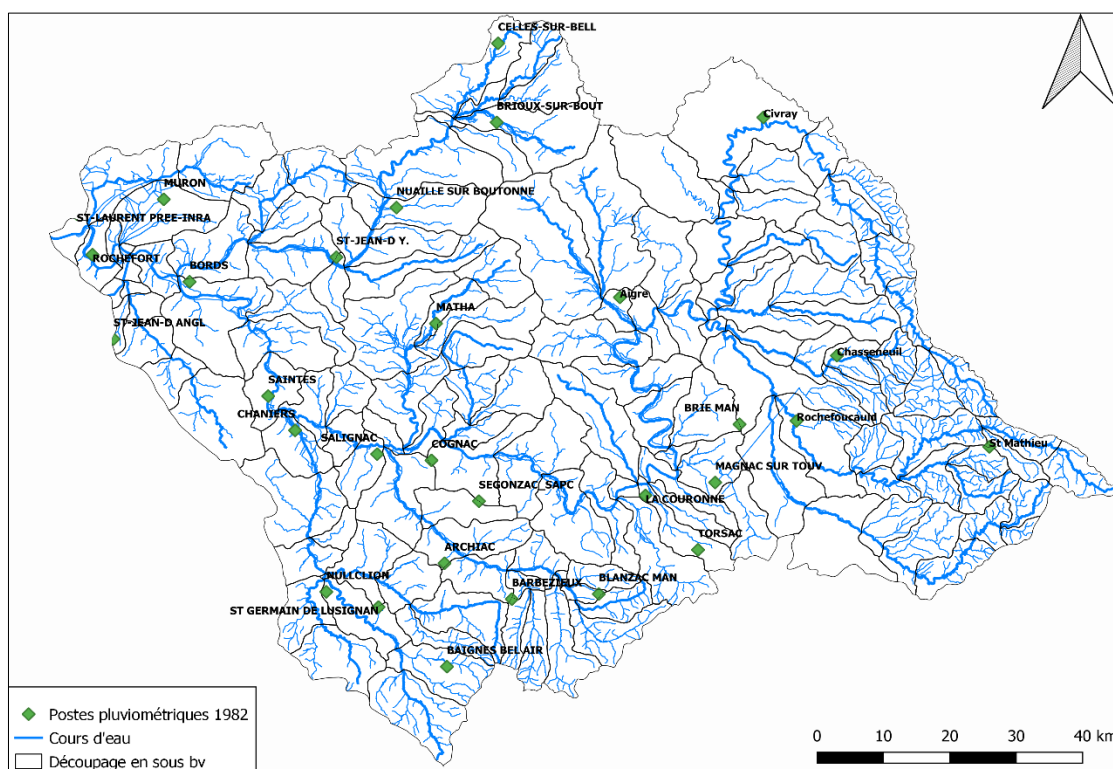 CELLES-SUR-BELL
BRIOUX-SUR-BOUT
Civray
MURON
NUAILLE SUR BOUTONNE
ST-LAURENT PREE-INRA
ST-JEAN-D Y.
ROCHEFORT
BORDS
Aigre
MATHA
ST-JEAN-D ANGL
Chasseneuil
SAINTES
CHANIERS
BRIE MAN
Rochefoucauld
SALIGNAC
COGNAC
St Mathieu
MAGNAC SUR TOUV
SEGONZAC_SAPC
LA COURONNE
TORSAC
ARCHIAC
NULLCLION
BARBEZIEUX
BLANZAC MAN
ST GERMAIN DE LUSIGNAN
BAIGNES BEL AIR
Postes pluviométriques 1982
Cours d'eau
Découpage en sous bv
0 10 20 30 40 km